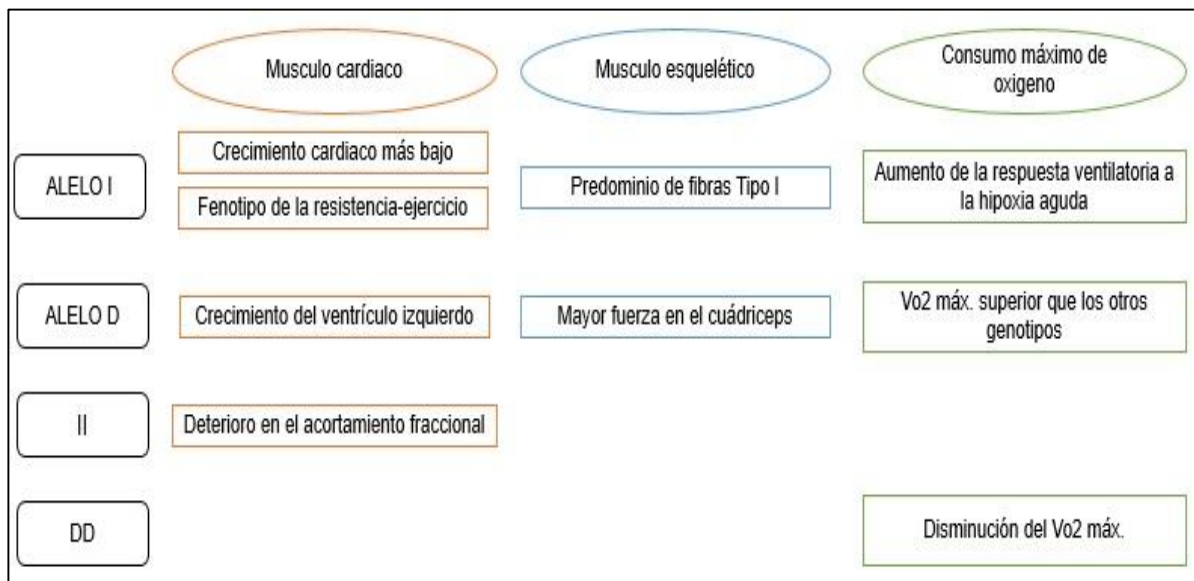 Musculo cardiaco
Musculo esquelético
Consumo máximo de
oxigeno
ALELO I
Crecimiento cardiaco más bajo
Fenotipo de la resistencia-ejercicio
Predominio de fibras Tipo I
Aumento de la respuesta ventilatoria a
la hipoxia aguda
ALELO D
Crecimiento del ventrículo izquierdo
Mayor fuerza en el cuádriceps
Vo2 máx. superior que los otros
genotipos
II
Deterioro en el acortamiento fraccional
DD
Disminución del Vo2 máx.